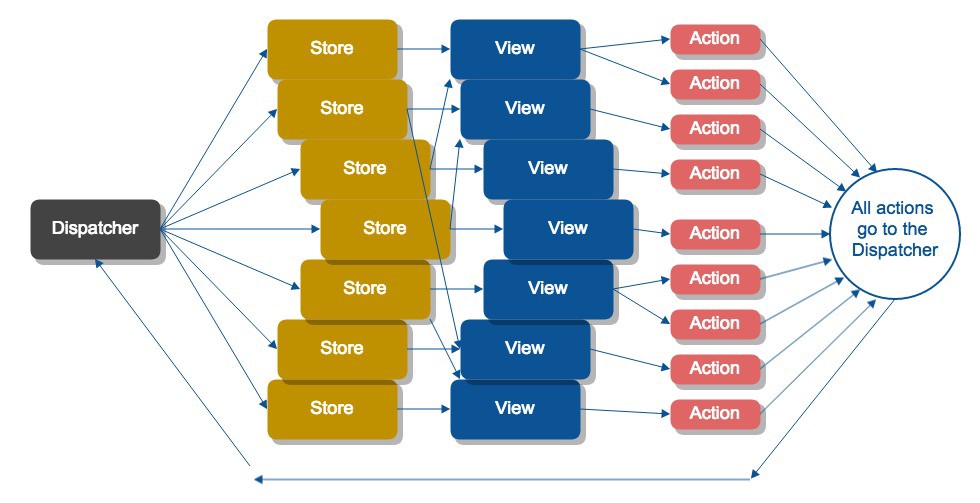 Store View Action
Action
Store View Action
Store View Action
Dispatcher Store View Action
All actions
go to the
Dispatcher
Store View Action
Action
Store View Action
Store View Action